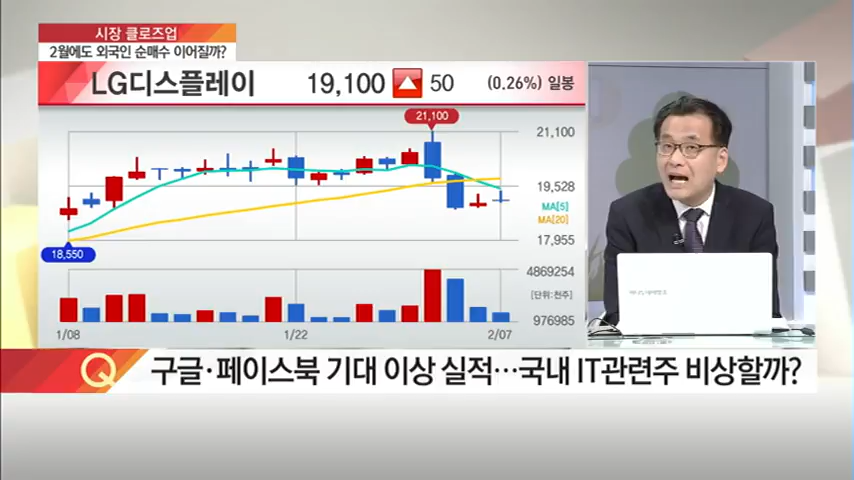 시장 클로즈업
2월에도 외국인 순매수 이어질까?
LG디스플레이 19,100 50 (0.26%) 일봉
21,100
21,100
19,528
MA[5]
MA[20]
17,955
18,550
4869254
[단위:천주]
976985
1/08 1/22 2/07
Q 구글·페이스북 기대 이상 실적…국내 IT관련주 비상할까?